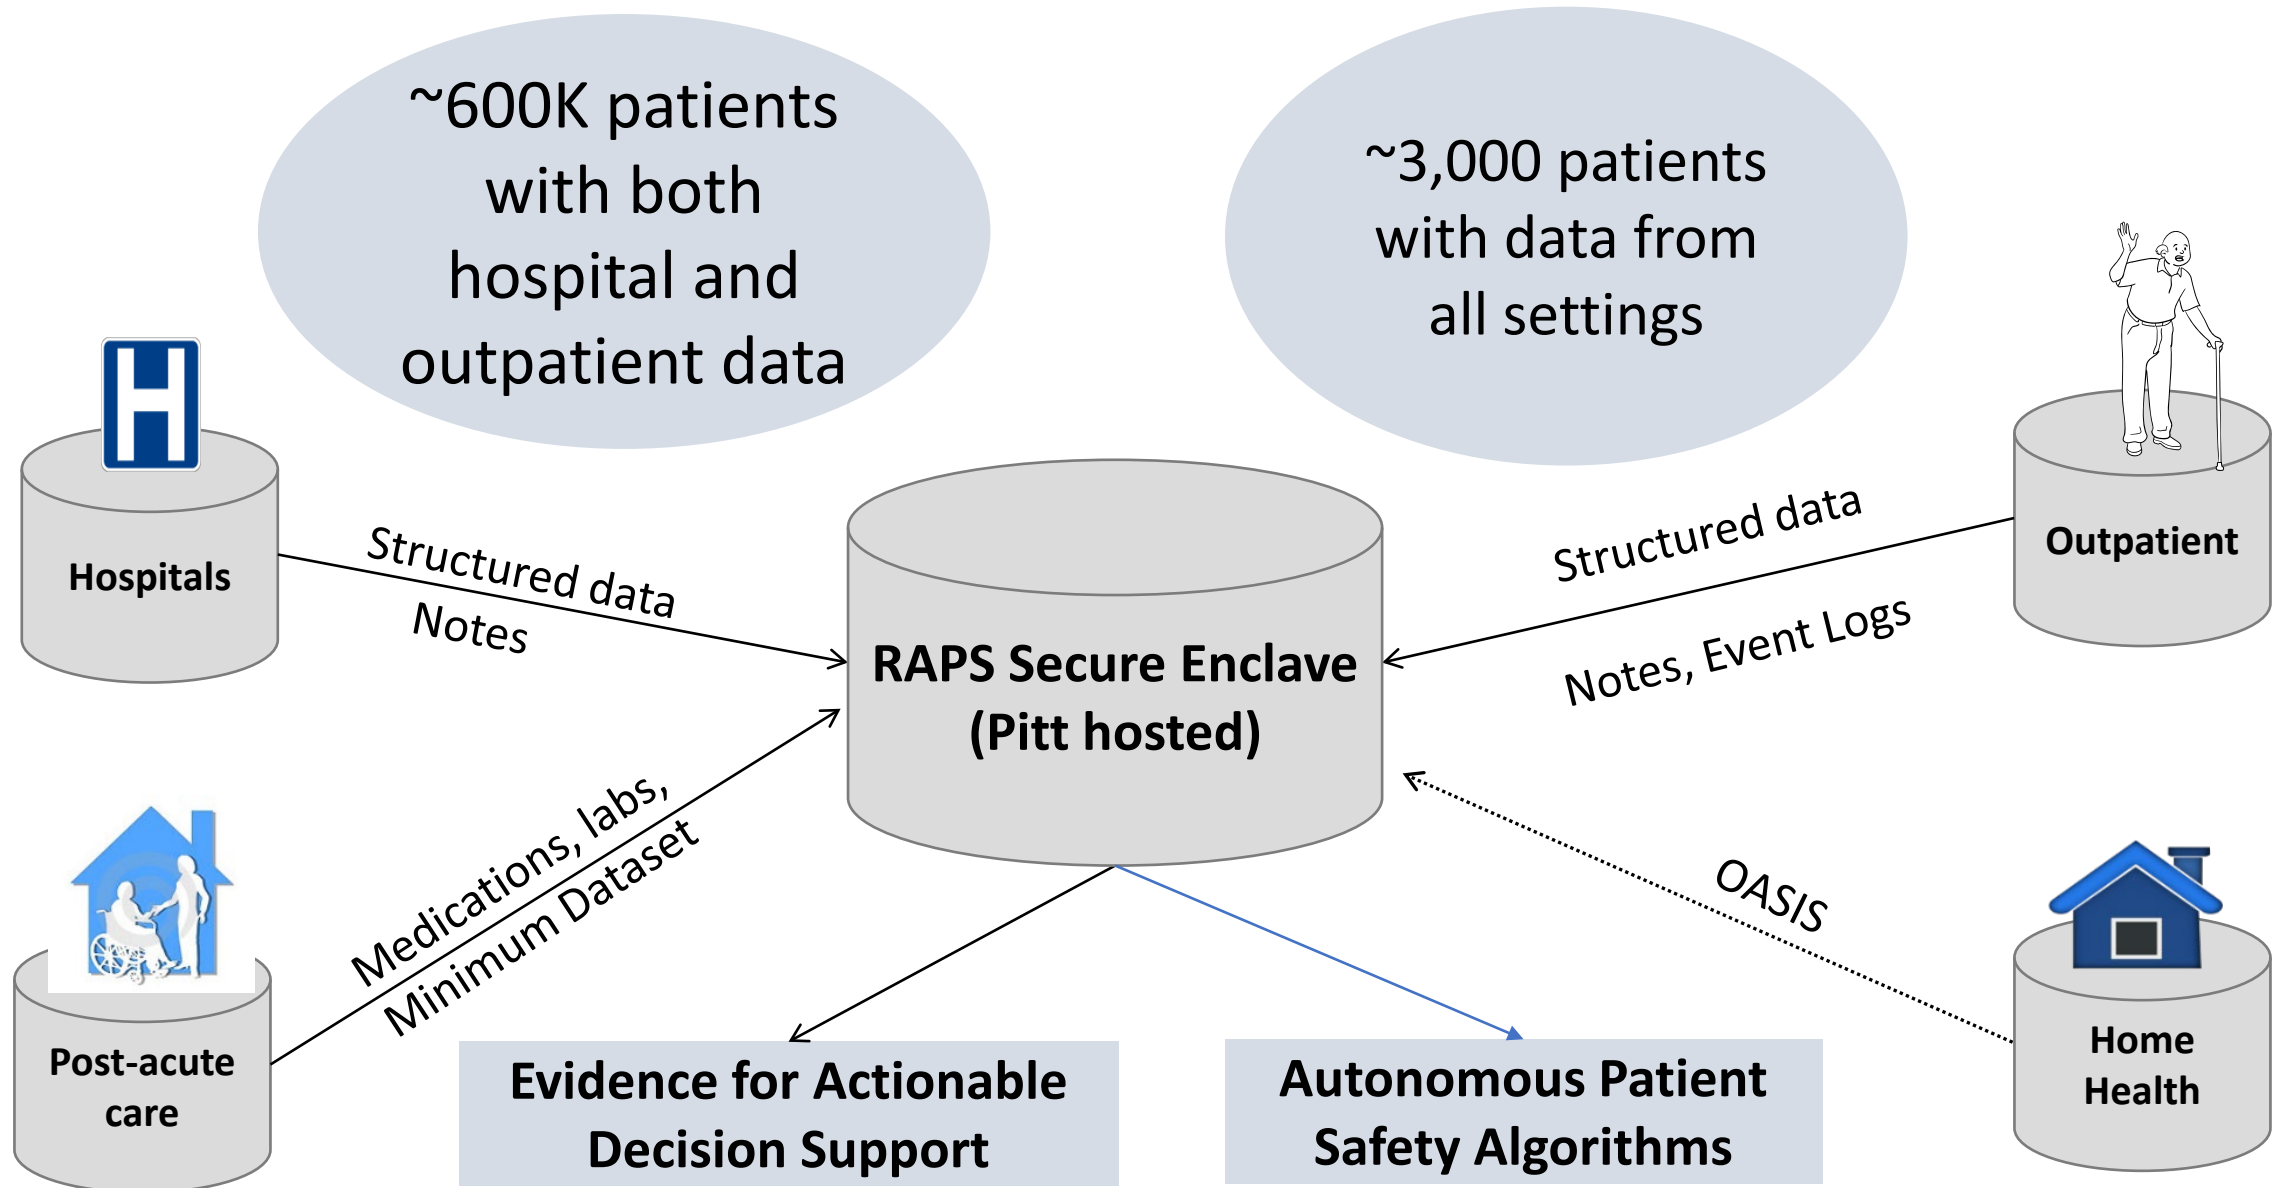 ~600K patients
with both
hospital and
outpatient data
~3,000 patients
with data from
all settings
H
Hospitals
Structured data
Notes
RAPS Secure Enclave
(Pitt hosted)
Structured data
Notes, Event Logs
Outpatient
Post-acute
care
Medications, labs,
Minimum Dataset
OASIS
Home
Health
Evidence for Actionable
Decision Support
Autonomous Patient
Safety Algorithms